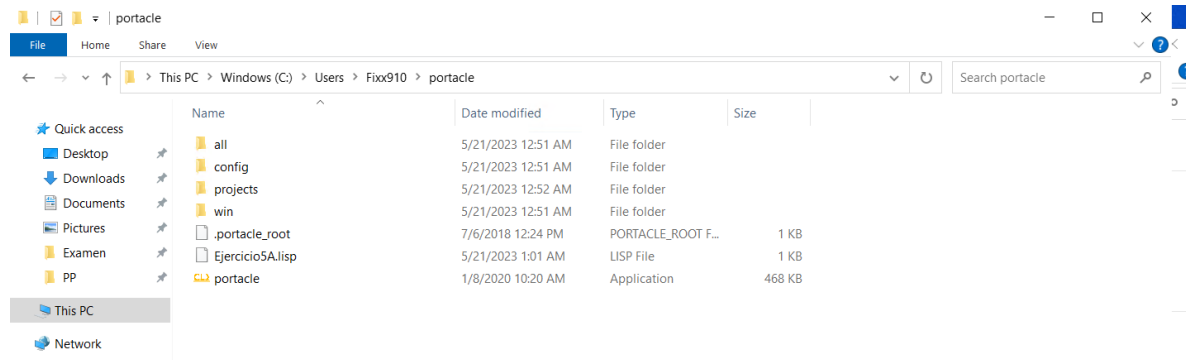 portacle
File Home Share View
This PC > Windows (C:) > Users > Fixx910 > portacle
Search portacle
Name Date modified Type Size
Quick access
Desktop
Downloads
Documents
Pictures
Examen
PP
This PC
Network
all 5/21/2023 12:51 AM File folder
config 5/21/2023 12:51 AM File folder
projects 5/21/2023 12:52 AM File folder
win 5/21/2023 12:51 AM File folder
.portacle_root 7/6/2018 12:24 PM PORTACLE_ROOT F... 1 KB
Ejercicio5A.lisp 5/21/2023 1:01 AM LISP File 1 KB
portacle 1/8/2020 10:20 AM Application 468 KB